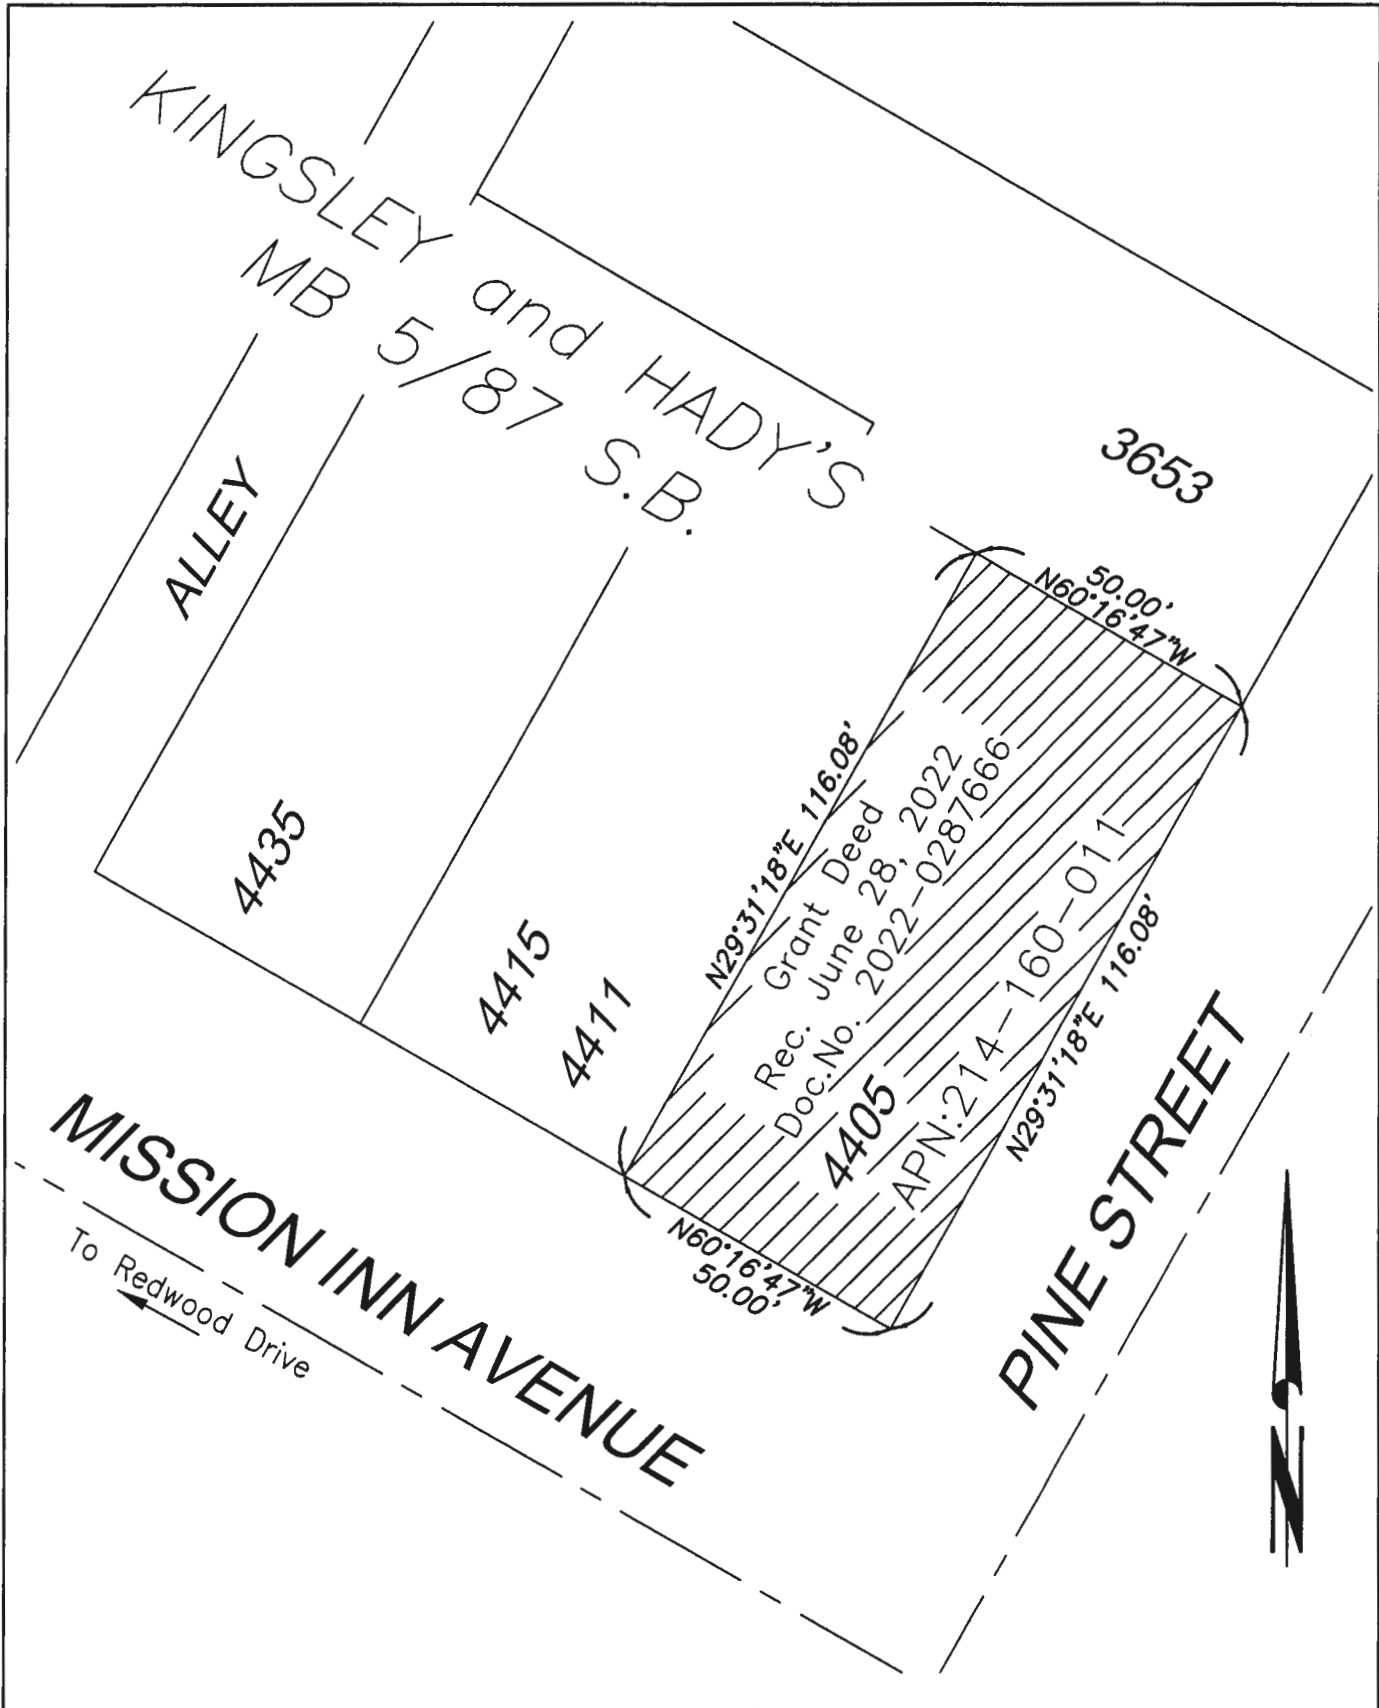 KINGSLEY and HADY'S
MB 5/87 S.B.
ALLEY
3653
50.00'
N60°16'47"W
N29°31'18"E 116.08'
Grant Deed
Rec. June 28, 2022
Doc.No. 2022-0287666
4405
APN:214-160-011
N29°31'18"E 116.08'
4435
4415
4411
N60°16'47"W
50.00'
MISSION INN AVENUE
To Redwood Drive
PINE STREET
N